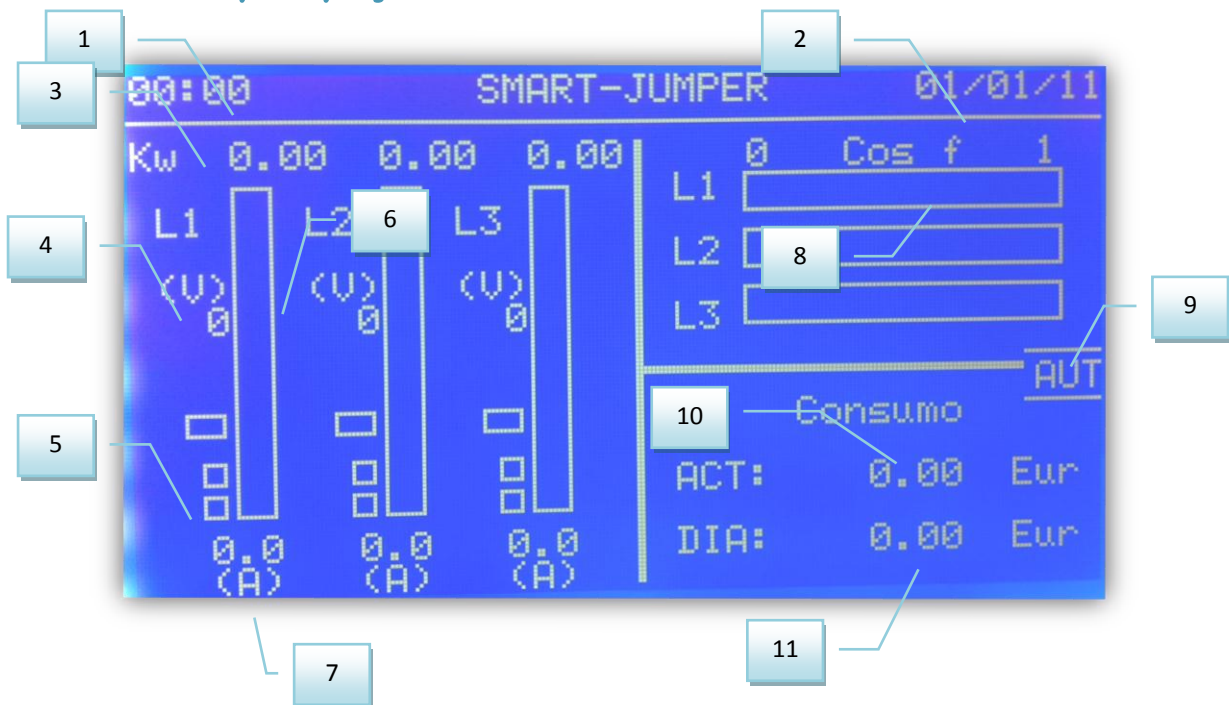 1
2
3
00:00 SMART-JUMPER 01/01/11
Kw 0.00 0.00 0.00
0 Cos f 1
L1
L1 L2 L3
6
4
L2
8
(V) (V) (V)
0 0 0
L3
9
AUT
10
Consumo
5
ACT: 0.00 Eur
DIA: 0.00 Eur
0.0 0.0 0.0
(A) (A) (A)
7
11